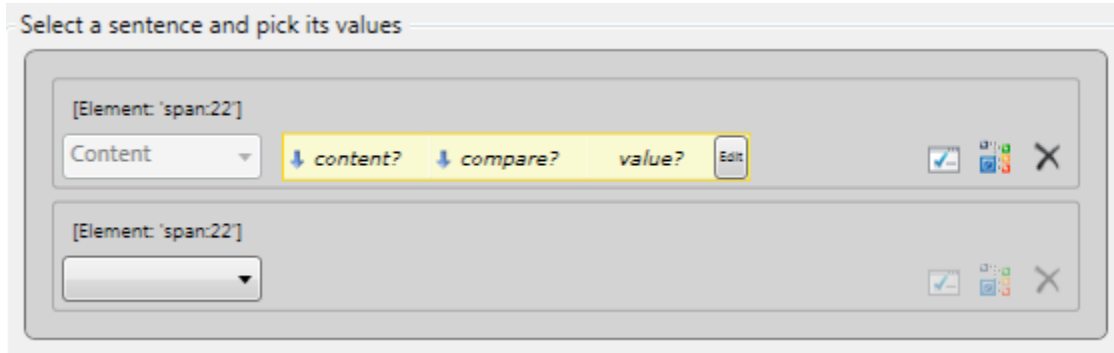 Select a sentence and pick its values
[Element: 'span:22']
Content content? compare? value? Edit
[Element: 'span:22']